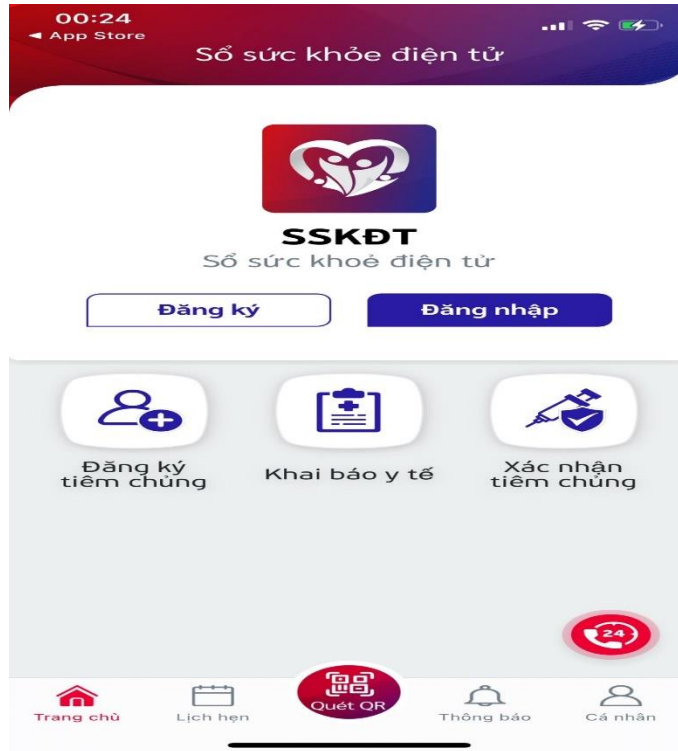 00:24
◄ App Store
Sổ sức khỏe điện tử
SSKĐT
Sổ sức khoẻ điện tử
Đăng ký
Đăng nhập
Đăng ký
tiêm chủng
Khai báo y tế
Xác nhận
tiêm chủng
24
Trang chủ
Lịch hẹn
Quét QR
Thông báo
Cá nhân